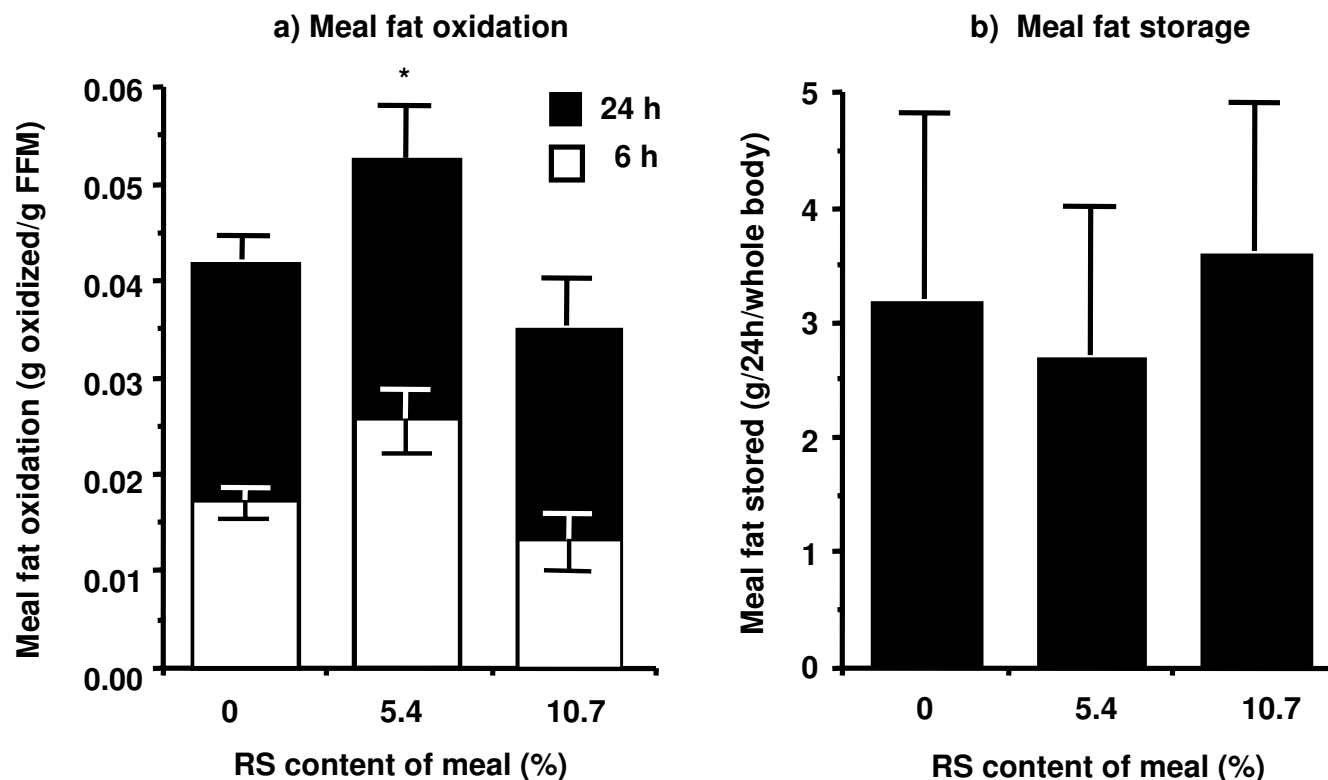 a) Meal fat oxidation
*
24 h
6 h
Meal fat oxidation (g oxidized/g FFM)
0.06
0.05
0.04
0.03
0.02
0.01
0.00
0 5.4 10.7
RS content of meal (%)
b) Meal fat storage
Meal fat stored (g/24h/whole body)
5
4
3
2
1
0
0 5.4 10.7
RS content of meal (%)